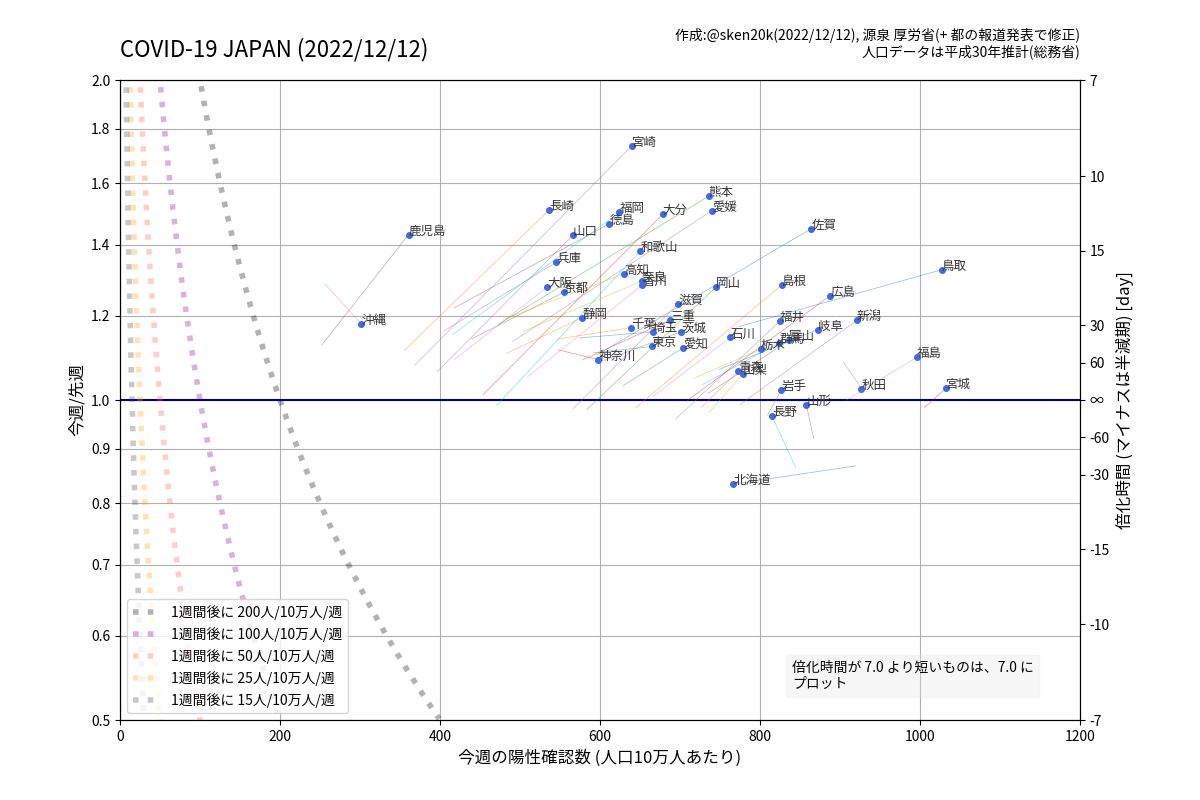 COVID-19 JAPAN (2022/12/12)
作成:@sken20k(2022/12/12), 源泉 厚労省(+ 都の報道発表で修正)
人口データは平成30年推計(総務省)
2.0
1.8
1.6
1.4
1.2
1.0
0.9
0.8
0.7
0.6
0.5
今週/先週
7
10
15
30
60
∞
-60
-30
-15
-10
-7
倍化時間 (マイナスは半減期) [day]
宮崎
熊本
愛媛
長崎
福岡
大分
徳島
佐賀
鹿児島
山口
和歌山
兵庫
高知
鳥取
奈良
香川
大阪
京都
岡山
島根
広島
滋賀
静岡
沖縄
千葉
三重
福井
新潟
埼玉
茨城
岐阜
石川
群馬
富山
東京
愛知
栃木
神奈川
福島
青森
山梨
岩手
秋田
宮城
山形
長野
北海道
1週間後に 200人/10万人/週
1週間後に 100人/10万人/週
1週間後に 50人/10万人/週
1週間後に 25人/10万人/週
1週間後に 15人/10万人/週
倍化時間が 7.0 より短いものは、7.0 に
プロット
0
200
400
600
800
1000
1200
今週の陽性確認数 (人口10万人あたり)